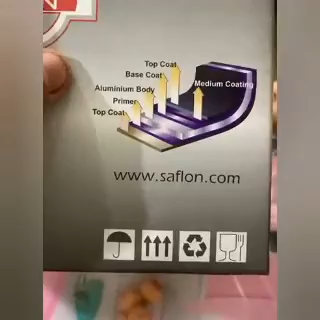 N
Top Coat
Base Coat
Medium Coating
Aluminium Body
Primer
Top Coat
www.saflon.com